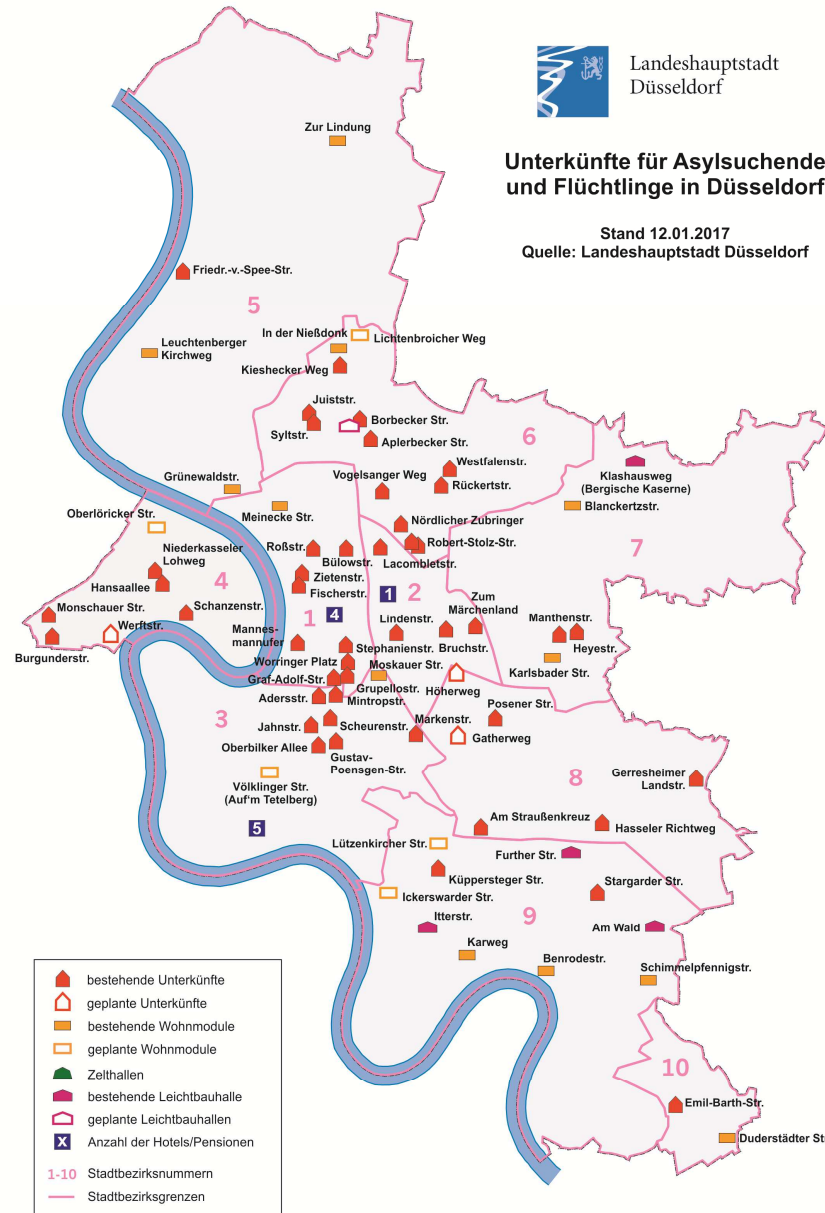 Landeshauptstadt
Düsseldorf
Unterkünfte für Asylsuchende
und Flüchtlinge in Düsseldorf
Stand 12.01.2017
Quelle: Landeshauptstadt Düsseldorf
Zur Lindung
Friedr.-v.-Spee-Str.
5
In der Nießdonk
Lichtenbroicher Weg
Leuchtenberger
Kirchweg
Kieshecker Weg
Juiststr.
Borbecker Str.
Syltstr.
Aplerbecker Str.
6
Westfalenstr.
Klashausweg
(Bergische Kaserne)
Vogelsanger Weg
Rückertstr.
Grünewaldstr.
Blanckertzstr.
Meinecke Str.
Oberlöricker Str.
Nördlicher Zubringer
Niederkasseler
Lohweg
Roßstr.
Robert-Stolz-Str.
7
Bülowstr.
Lacombletstr.
Hansaallee
4
Zietenstr.
Fischerstr.
1
2
Zum
Märchenland
Monschauer Str.
Schanzenstr.
1
4
Werftstr.
Lindenstr.
Manthenstr.
Mannes-
mannufer
Burgunderstr.
Stephanienstr.
Bruchstr.
Heyestr.
Worringer Platz
Moskauer Str.
Karlsbader Str.
Graf-Adolf-Str.
Grupellostr.
Höherweg
Adersstr.
Mintropstr.
Posener Str.
3
Jahnstr.
Scheurenstr.
Markenstr.
Gatherweg
Oberbilker Allee
Gustav-
Poensgen-Str.
8
Gerresheimer
Landstr.
Völklinger Str.
(Auf'm Tetelberg)
Am Straußenkreuz
Hasseler Richtweg
5
Lützenkircher Str.
Further Str.
Küppersteger Str.
Stargarder Str.
Ickerswarder Str.
9
Itterstr.
Am Wald
Karweg
Benrodestr.
Schimmelpfennigstr.
10
Emil-Barth-Str.
Duderstädter Str
bestehende Unterkünfte
geplante Unterkünfte
bestehende Wohnmodule
geplante Wohnmodule
Zelthallen
bestehende Leichtbauhalle
geplante Leichtbauhallen
X Anzahl der Hotels/Pensionen
1-10 Stadtbezirksnummern
Stadtbezirksgrenzen